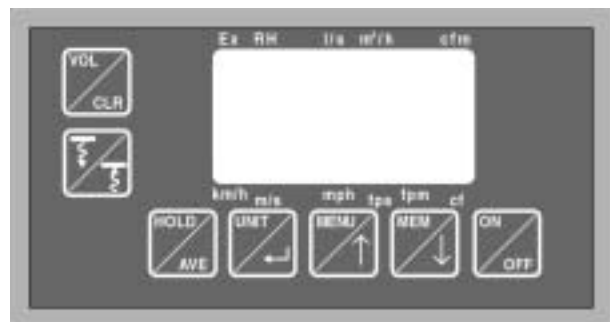 Ex RH l/s m³/h cfm
VOL
CLR
km/h m/s mph fps fpm cf
HOLD
AVE
UNIT
MENU
MEM
ON
OFF